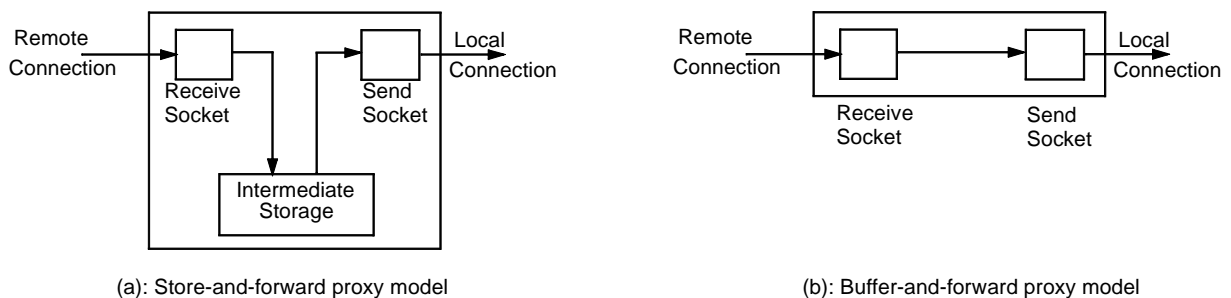 Remote
Connection
Receive
Socket
Intermediate
Storage
Send
Socket
Local
Connection
(a): Store-and-forward proxy model
Remote
Connection
Receive
Socket
Send
Socket
Local
Connection
(b): Buffer-and-forward proxy model